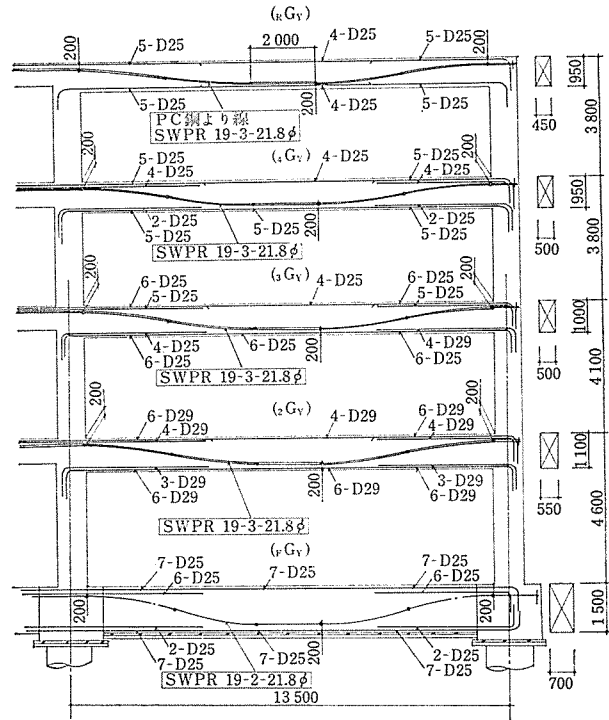 (RGY)
200
5-D25
2 000
4-D25
5-D25
200
5-D25
200
4-D25
5-D25
PC鋼より線
SWPR 19-3-21.8φ
950
450
3 800
200
5-D25
4-D25
(4GY)
4-D25
5-D25
4-D25
200
2-D25
5-D25
5-D25
200
2-D25
5-D25
SWPR 19-3-21.8φ
950
500
3 800
200
6-D25
5-D25
(3GY)
4-D25
6-D25
5-D25
200
4-D25
6-D25
6-D25
200
4-D25
6-D25
SWPR 19-3-21.8φ
1000
500
4 100
200
6-D29
4-D29
(2GY)
4-D29
6-D29
4-D29
200
3-D29
6-D29
200
6-D29
3-D29
6-D29
SWPR 19-3-21.8φ
1100
550
4 600
(FGY)
7-D25
6-D25
7-D25
7-D25
6-D25
200
200
2-D25
7-D25
7-D25
200
2-D25
7-D25
SWPR 19-2-21.8φ
1 500
700
13 500